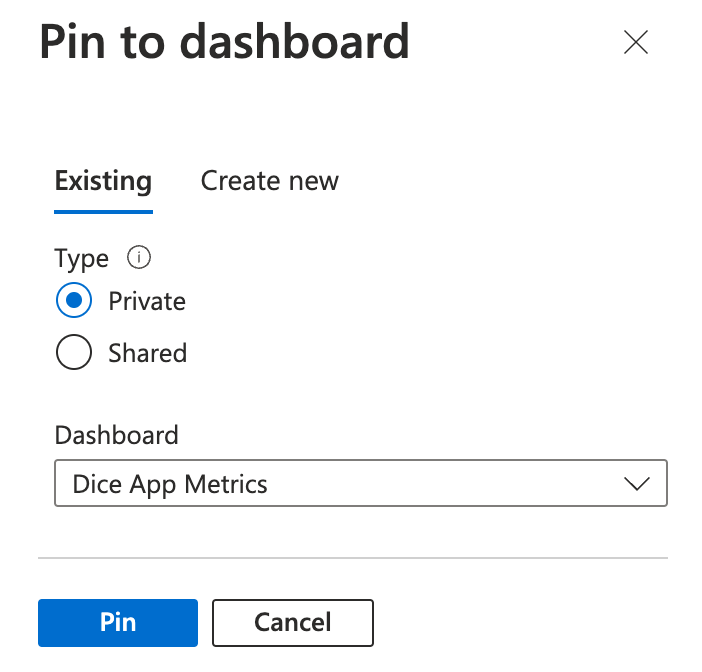 Pin to dashboard
Existing Create new
Type
Private
Shared
Dashboard
Dice App Metrics
Pin Cancel